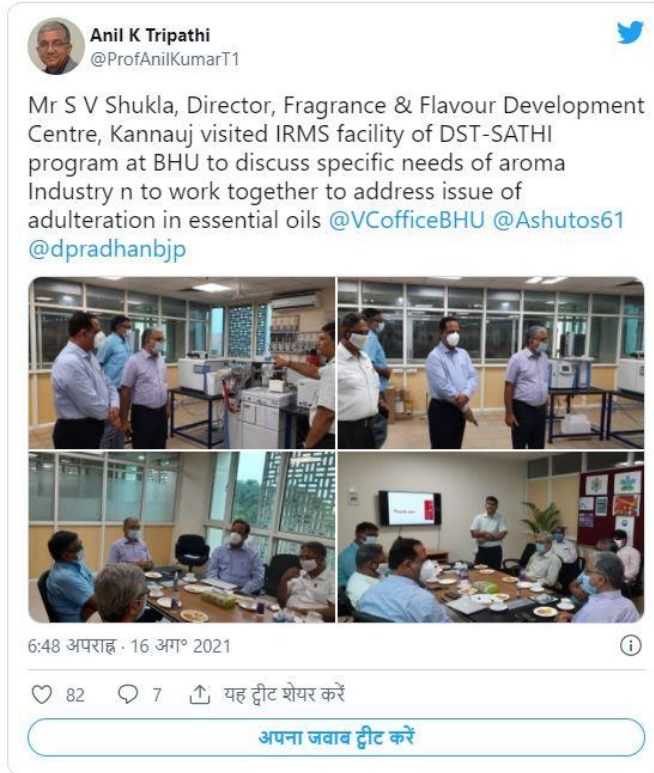 Anil K Tripathi
@ProfAnilKumarT1
Mr S V Shukla, Director, Fragrance & Flavour Development
Centre, Kannauj visited IRMS facility of DST-SATHI
program at BHU to discuss specific needs of aroma
Industry n to work together to address issue of
adulteration in essential oils @VCofficeBHU @Ashutos61
@dpradhanbjp
Thank you
6:48 अपराह्न · 16 अग॰ 2021
82 7 यह ट्वीट शेयर करें
अपना जवाब ट्वीट करें